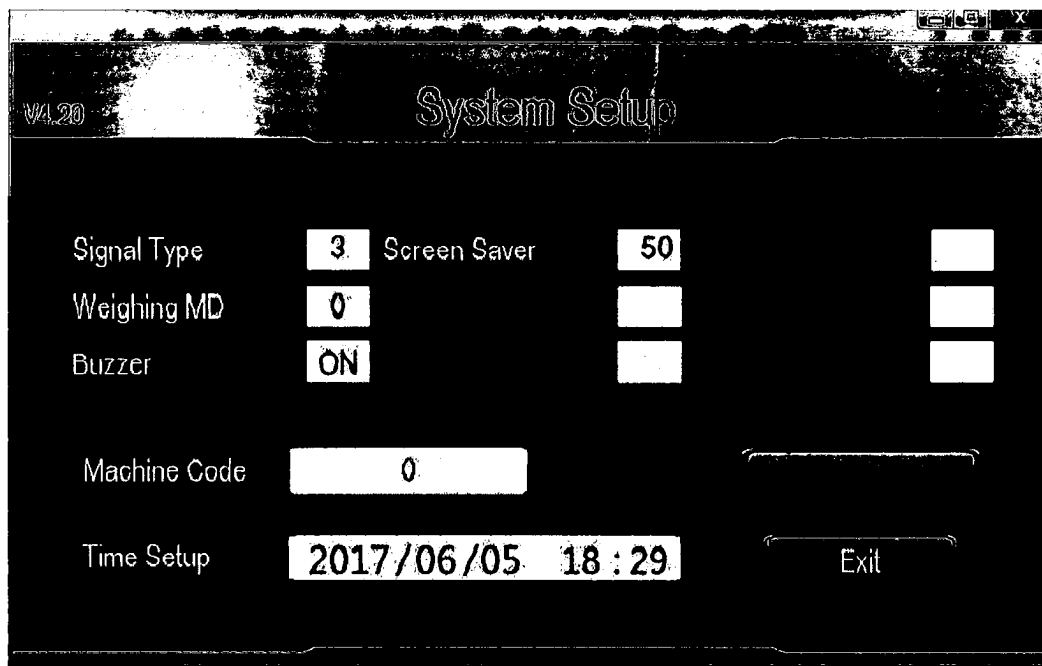 V4.20
System Setup
Signal Type 3 Screen Saver 50
Weighing MD 0
Buzzer ON
Machine Code 0
Time Setup 2017/06/05 18:29
Exit